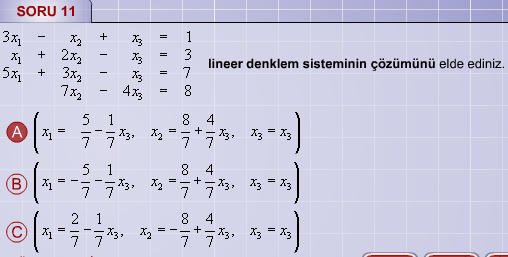 SORU 11
3x₁ − x₂ + x₃ = 1
x₁ + 2x₂ − x₃ = 3
lineer denklem sisteminin çözümünü elde ediniz.
5x₁ + 3x₂ − x₃ = 7
7x₂ − 4x₃ = 8
A (x₁ = 5/7 − 1/7 x₃, x₂ = 8/7 + 4/7 x₃, x₃ = x₃)
B (x₁ = −5/7 − 1/7 x₃, x₂ = 8/7 + 4/7 x₃, x₃ = x₃)
C (x₁ = 2/7 − 1/7 x₃, x₂ = −8/7 + 4/7 x₃, x₃ = x₃)